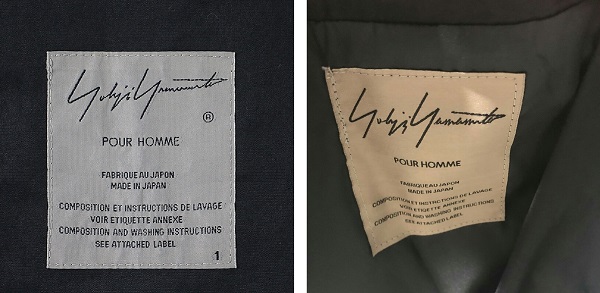 Yohji Yamamoto
®
POUR HOMME
FABRIQUE AU JAPON
MADE IN JAPAN
COMPOSITION ET INSTRUCTIONS DE LAVAGE
VOIR ETIQUETTE ANNEXE
COMPOSITION AND WASHING INSTRUCTIONS
SEE ATTACHED LABEL
1
Yohji Yamamoto
POUR HOMME
FABRIQUE AU JAPON
MADE IN JAPAN
COMPOSITION ET INSTRUCTIONS DE LAVAGE
VOIR ETIQUETTE ANNEXE
COMPOSITION AND WASHING INSTRUCTIONS
SEE ATTACHED LABEL